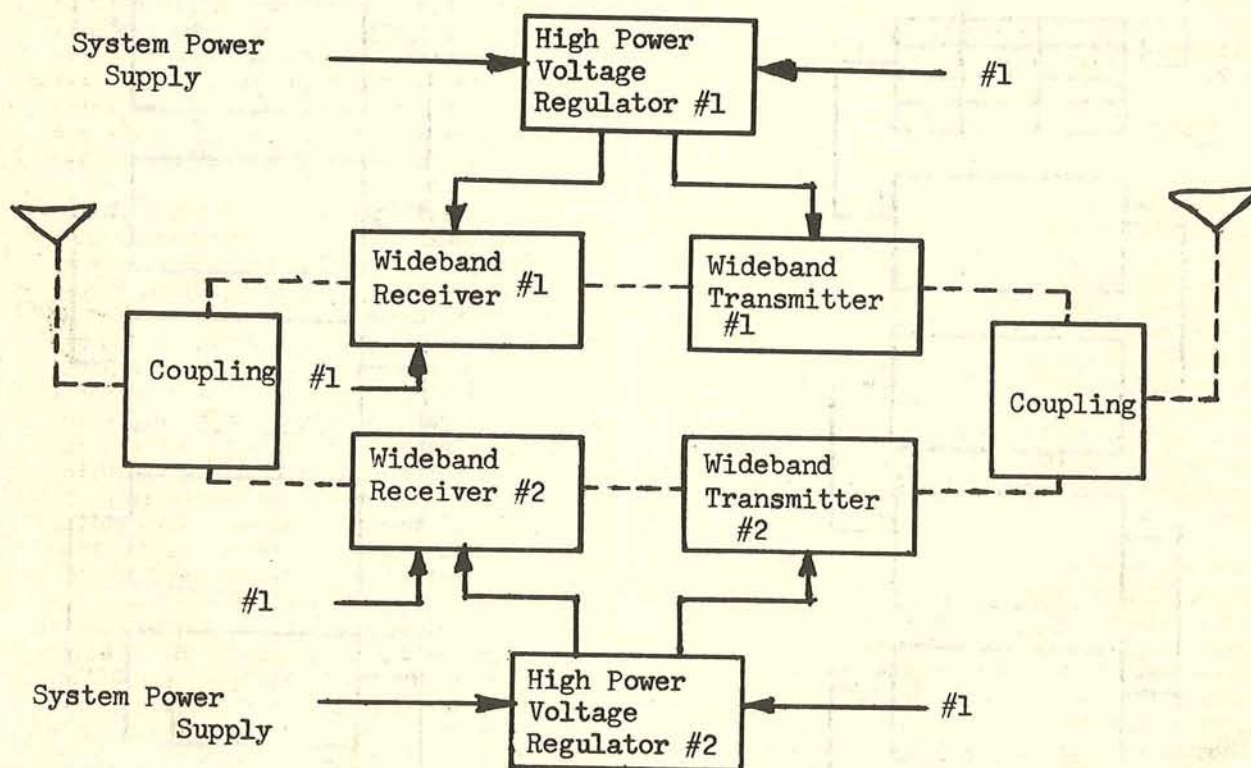 System Power
Supply
High Power
Voltage
Regulator #1
#1
Wideband
Receiver #1
Wideband
Transmitter
#1
Coupling
#1
Coupling
Wideband
Receiver #2
Wideband
Transmitter
#2
#1
System Power
Supply
High Power
Voltage
Regulator #2
#1